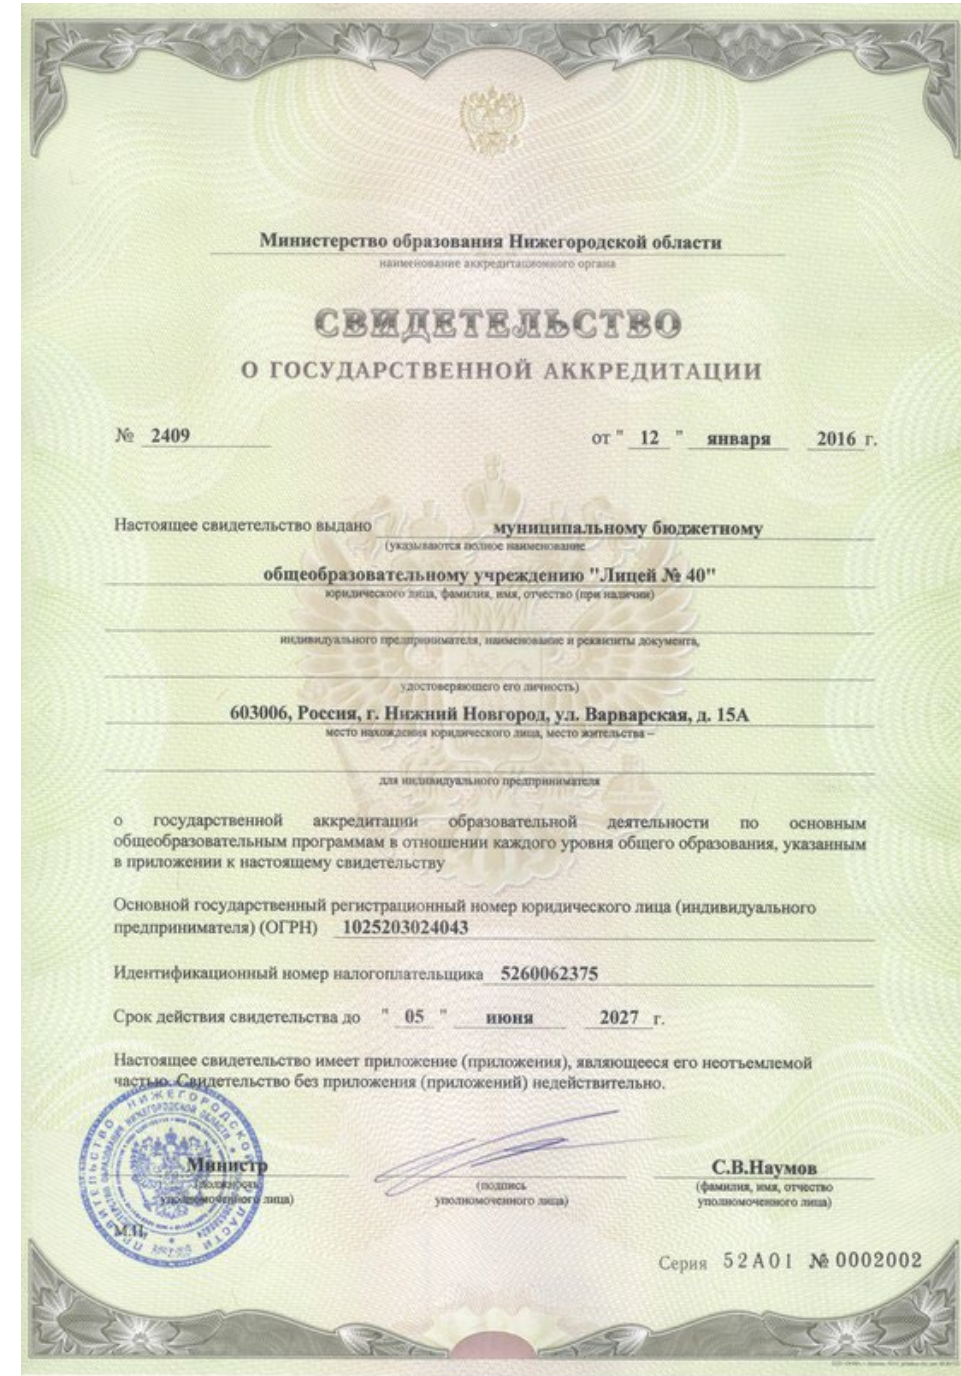 Министерство образования Нижегородской области
наименование аккредитационного органа
СВИДЕТЕЛЬСТВО
О ГОСУДАРСТВЕННОЙ АККРЕДИТАЦИИ
№ 2409 от " 12 " января 2016 г.
Настоящее свидетельство выдано муниципальному бюджетному
(указываются полное наименование
общеобразовательному учреждению "Лицей № 40"
юридического лица, фамилия, имя, отчество (при наличии)
индивидуального предпринимателя, наименование и реквизиты документа,
удостоверяющего его личность)
603006, Россия, г. Нижний Новгород, ул. Варварская, д. 15А
место нахождения юридического лица, место жительства –
для индивидуального предпринимателя
о государственной аккредитации образовательной деятельности по основным
общеобразовательным программам в отношении каждого уровня общего образования, указанным
в приложении к настоящему свидетельству
Основной государственный регистрационный номер юридического лица (индивидуального
предпринимателя) (ОГРН) 1025203024043
Идентификационный номер налогоплательщика 5260062375
Срок действия свидетельства до " 05 " июня 2027 г.
Настоящее свидетельство имеет приложение (приложения), являющееся его неотъемлемой
частью. Свидетельство без приложения (приложений) недействительно.
Министр С.В.Наумов
(должность (подпись (фамилия, имя, отчество
уполномоченного лица) уполномоченного лица) уполномоченного лица)
М.П.
ПРАВИТЕЛЬСТВО НИЖЕГОРОДСКОЙ ОБЛАСТИ
Серия 52А01 № 0002002